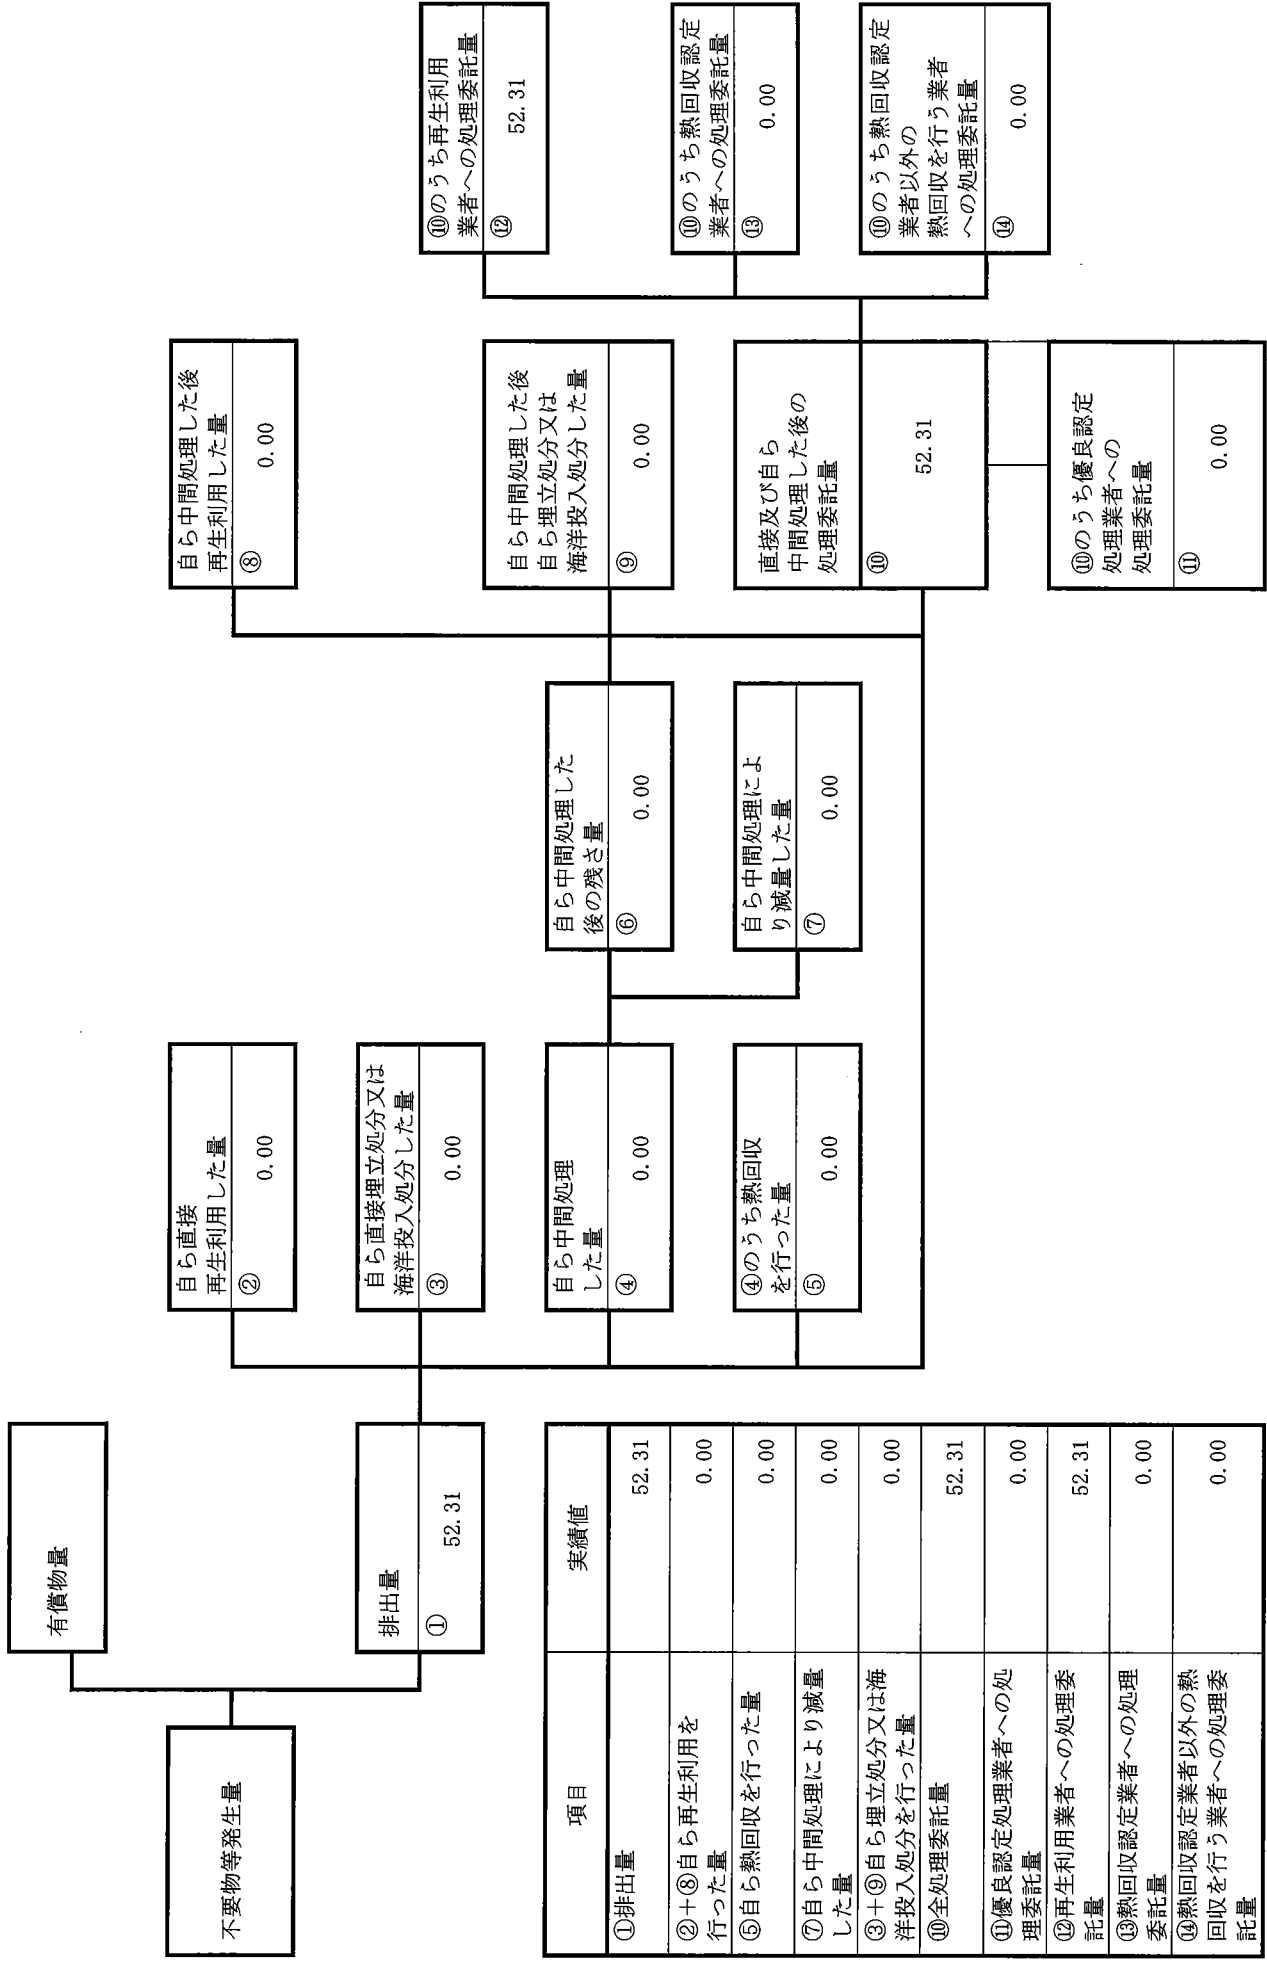 不要物等発生量
有償物量
排出量
① 52.31
自ら直接
再生利用した量
② 0.00
自ら直接埋立処分又は
海洋投入処分した量
③ 0.00
自ら中間処理
した量
④ 0.00
④のうち熱回収
を行った量
⑤ 0.00
自ら中間処理した
後の残さ量
⑥ 0.00
自ら中間処理によ
り減量した量
⑦ 0.00
自ら中間処理した後
再生利用した量
⑧ 0.00
自ら中間処理した後
自ら埋立処分又は
海洋投入処分した量
⑨ 0.00
直接及び自ら
中間処理した後の
処理委託量
⑩ 52.31
⑩のうち優良認定
処理業者への
処理委託量
⑪ 0.00
⑩のうち再生利用
業者への処理委託量
⑫ 52.31
⑩のうち熱回収認定
業者への処理委託量
⑬ 0.00
⑩のうち熱回収認定
業者以外の
熱回収を行う業者
への処理委託量
⑭ 0.00
項目 実績値
①排出量 52.31
②+⑧自ら再生利用を
行った量 0.00
⑤自ら熱回収を行った量 0.00
⑦自ら中間処理により減量
した量 0.00
③+⑨自ら埋立処分又は海
洋投入処分を行った量 0.00
⑩全処理委託量 52.31
⑪優良認定処理業者への処
理委託量 0.00
⑫再生利用業者への処理委
託量 52.31
⑬熱回収認定業者への処理
委託量 0.00
⑭熱回収認定業者以外の熱
回収を行う業者への処理委
託量 0.00